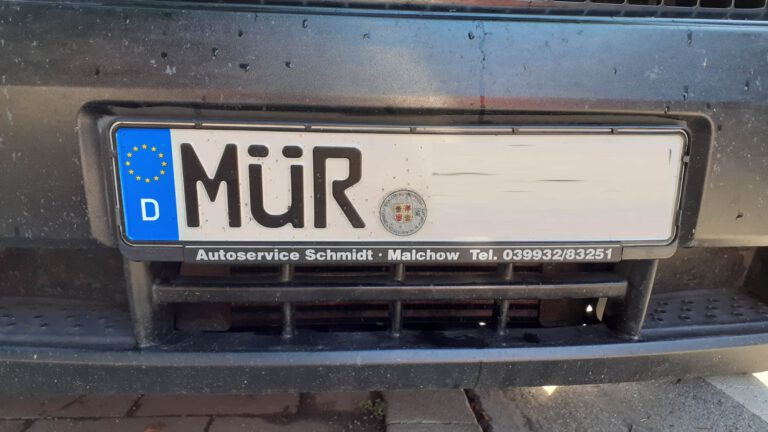 D MÜR
Autoservice Schmidt · Malchow Tel. 039932/83251